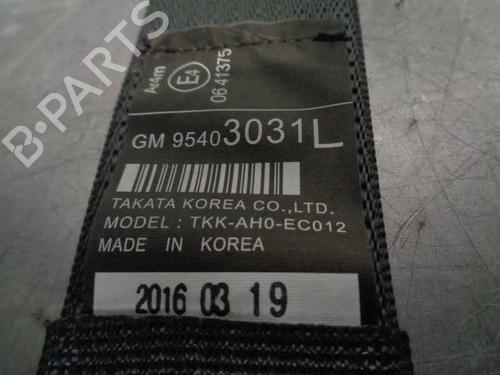 Ar4m
E4
06 41375
GM 95403031L
TAKATA KOREA CO.,LTD.
MODEL : TKK-AH0-EC012
MADE IN KOREA
2016 03 19
B-PARTS